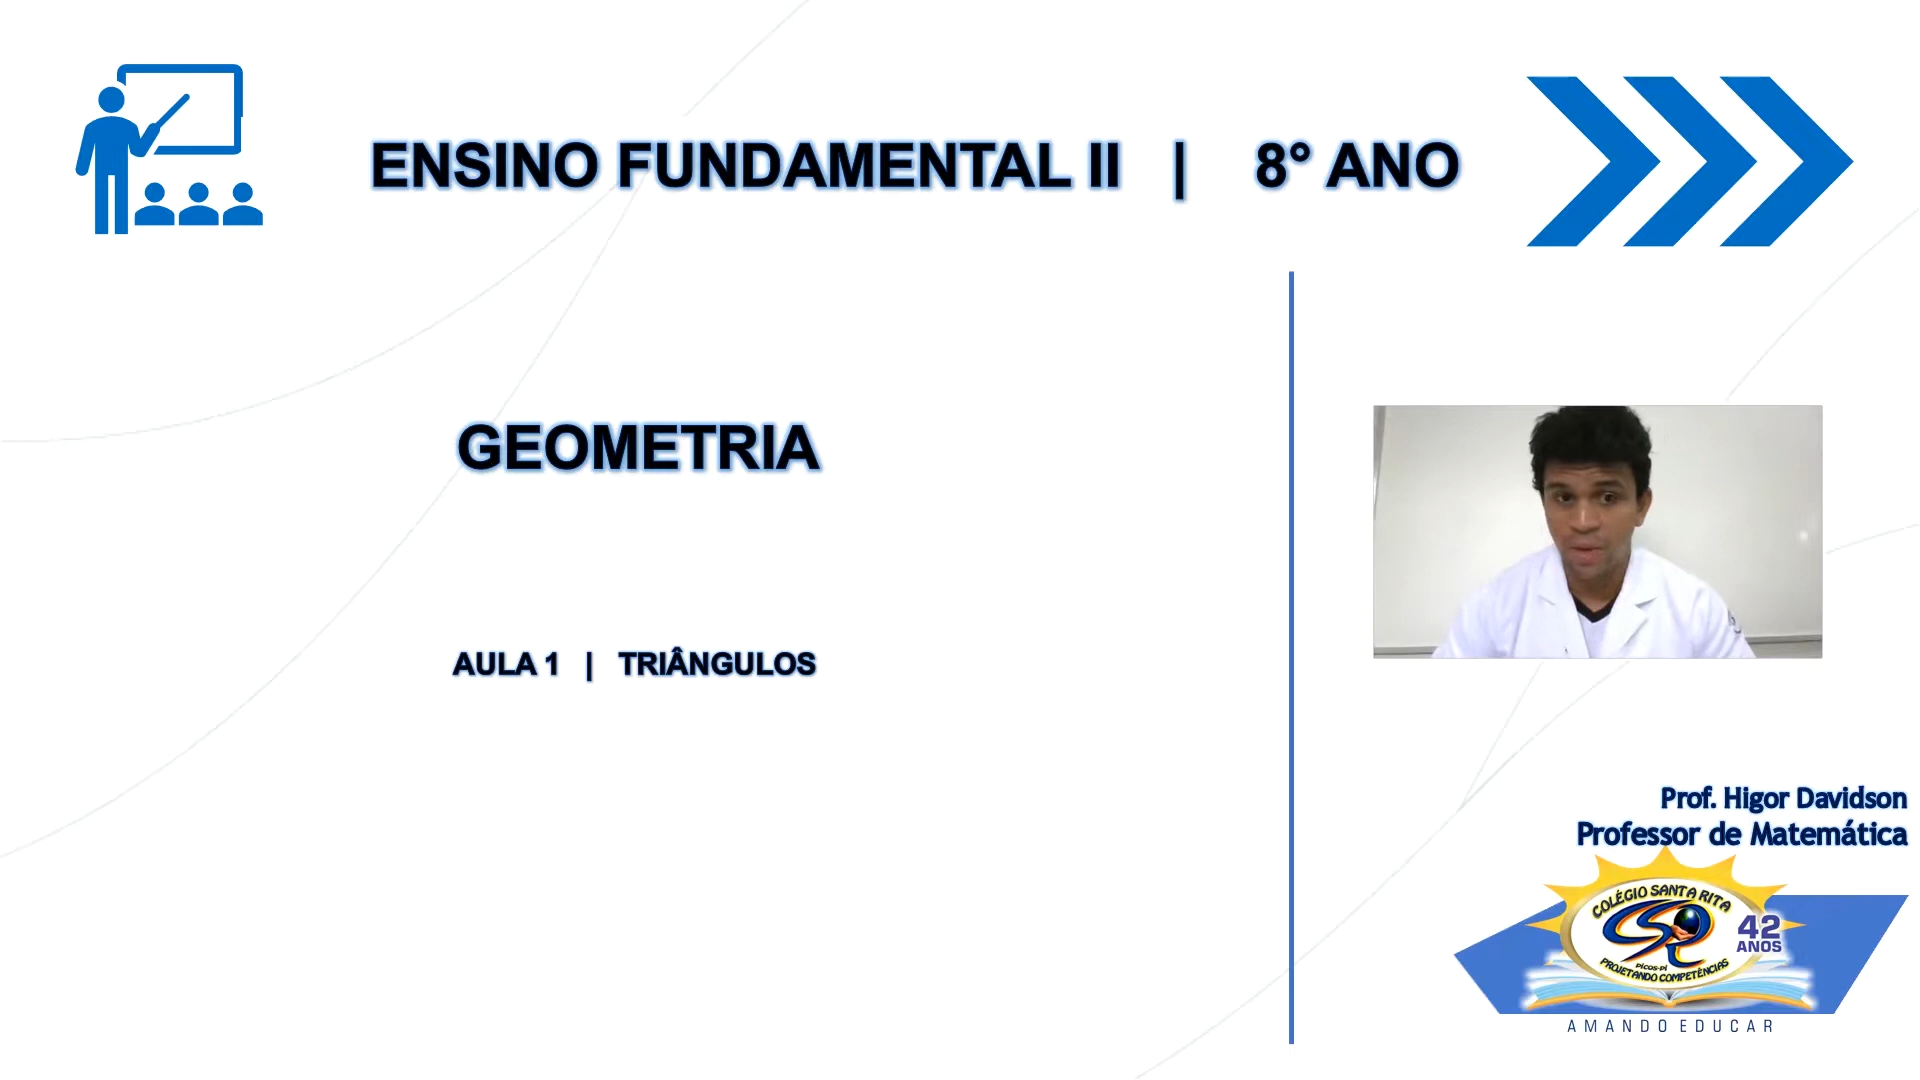 ENSINO FUNDAMENTAL II | 8° ANO
GEOMETRIA
AULA 1 | TRIÂNGULOS
Prof. Higor Davidson
Professor de Matemática
COLÉGIO SANTA RITA
42
ANOS
PICOS-PI
PROJETANDO COMPETÊNCIAS
AMANDO EDUCAR